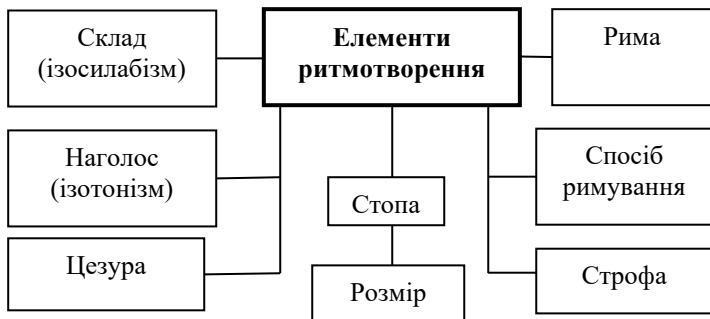 Склад
(ізосилабізм)
Елементи
ритмотворення
Рима
Наголос
(ізотонізм)
Спосіб
римування
Стопа
Цезура
Розмір
Строфа